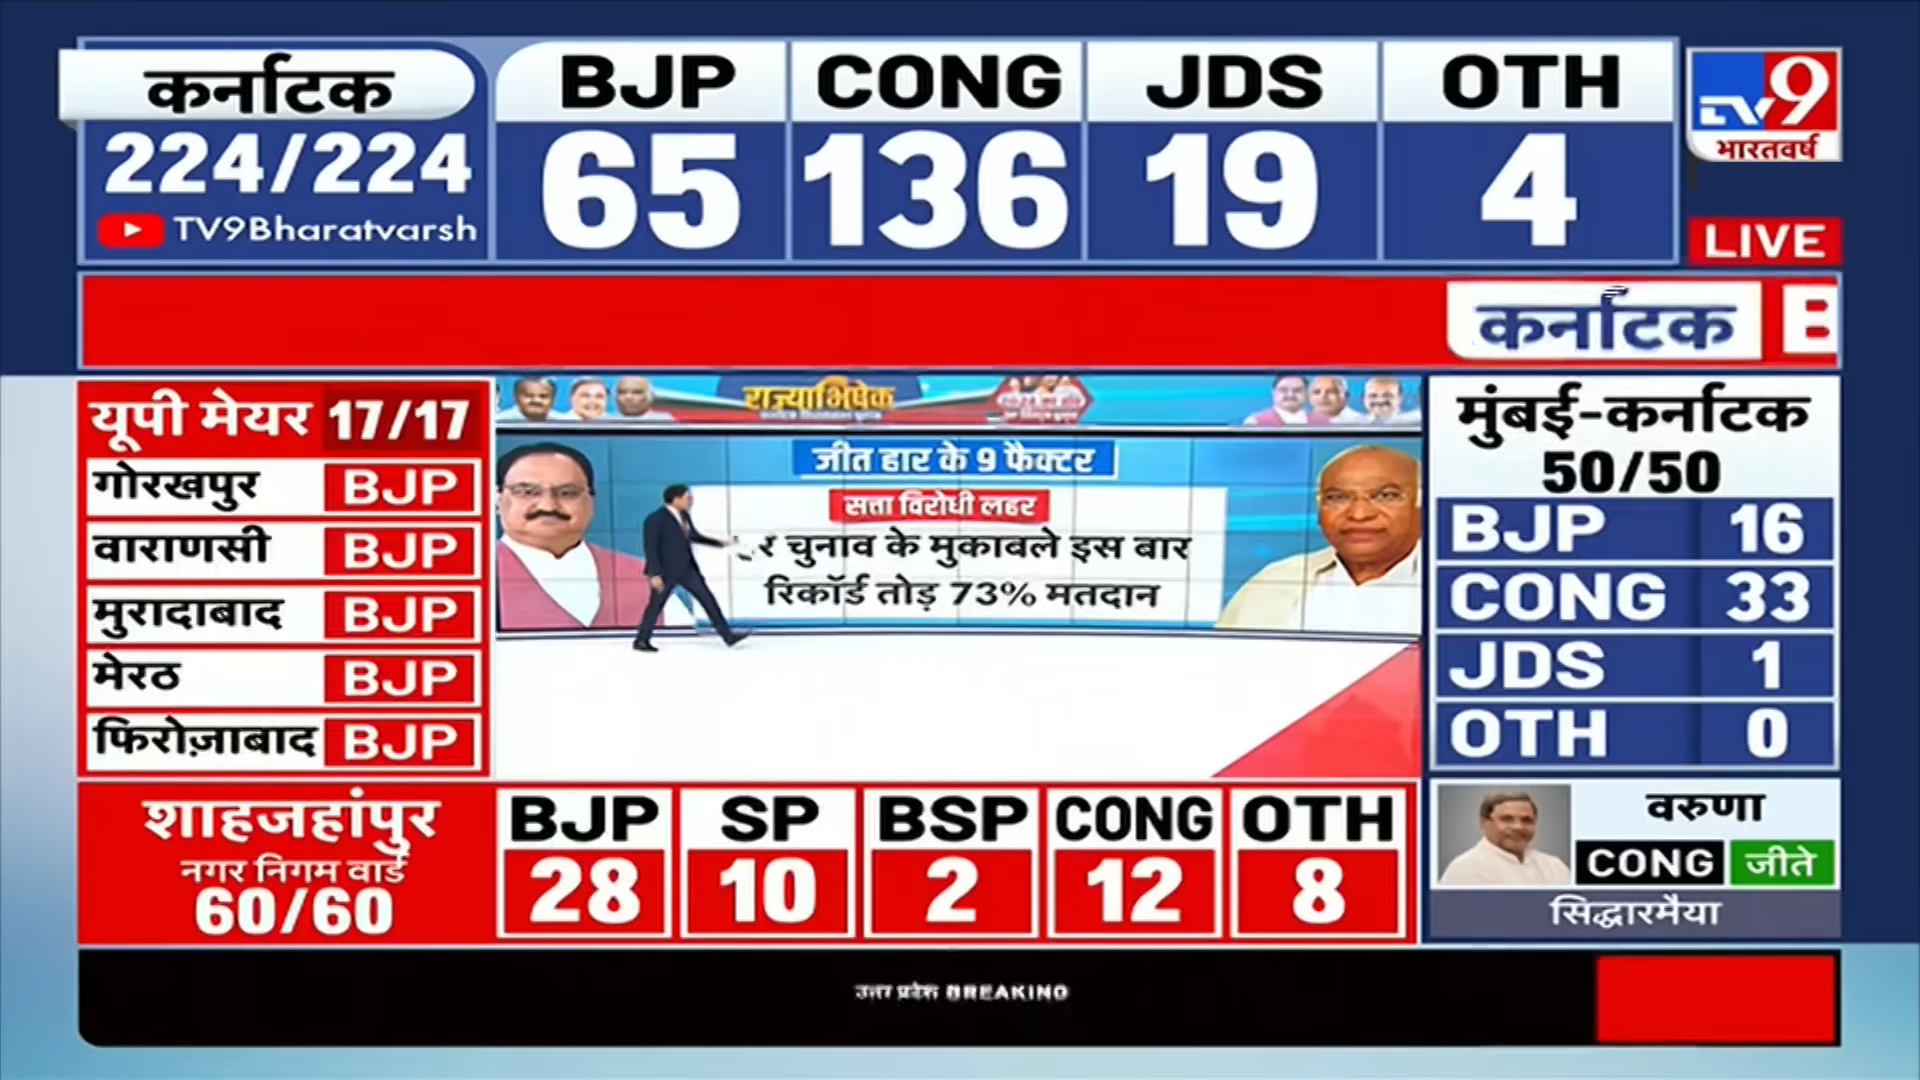 कर्नाटक
224/224
TV9Bharatvarsh
BJP CONG JDS OTH
65 136 19 4
TV9
भारतवर्ष
LIVE
कर्नाटक B
यूपी मेयर 17/17
गोरखपुर BJP
वाराणसी BJP
मुरादाबाद BJP
मेरठ BJP
फिरोज़ाबाद BJP
राज्याभिषेक
जीत हार के 9 फैक्टर
सत्ता विरोधी लहर
चुनाव के मुकाबले इस बार
रिकॉर्ड तोड़ 73% मतदान
मुंबई-कर्नाटक
50/50
BJP 16
CONG 33
JDS 1
OTH 0
शाहजहांपुर
नगर निगम वार्ड
60/60
BJP SP BSP CONG OTH
28 10 2 12 8
वरुणा
CONG जीते
सिद्धारमैया
उत्तर प्रदेश BREAKING